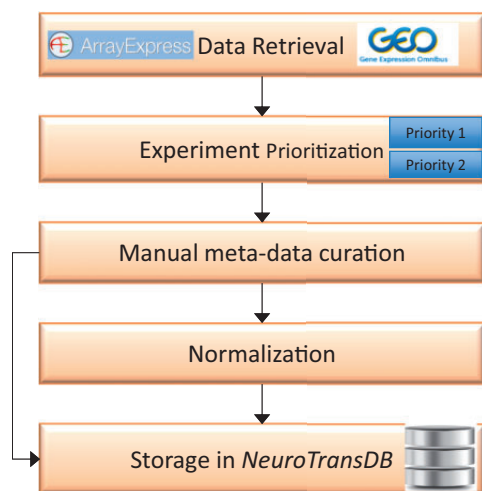 ArrayExpress Data Retrieval GEO
Gene Expression Omnibus
Experiment Prioritization
Priority 1
Priority 2
Manual meta-data curation
Normalization
Storage in NeuroTransDB